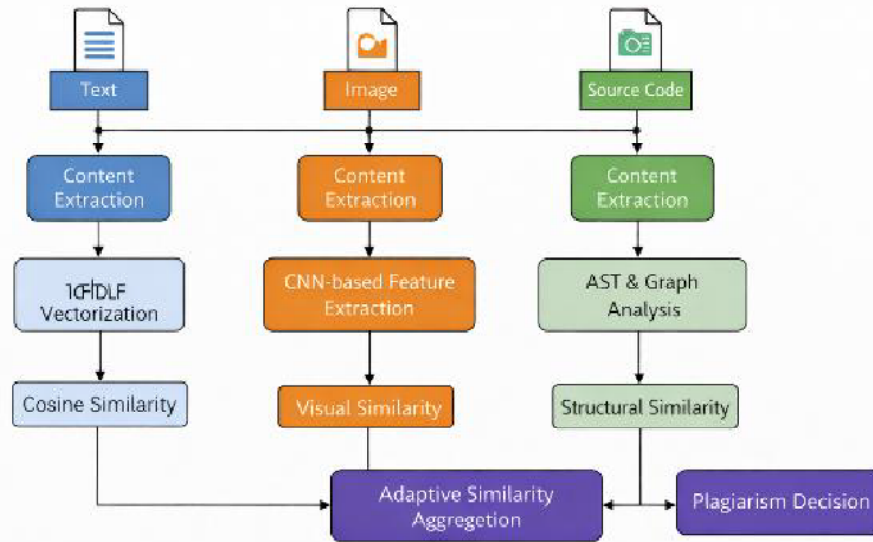 Text
Image
Source Code
Content
Extraction
Content
Extraction
Content
Extraction
Vectorization
CNN-based Feature
Extraction
AST & Graph
Analysis
Cosine Similarity
Visual Similarity
Structural Similarity
Adaptive Similarity
Aggregetion
Plagiarism Decision